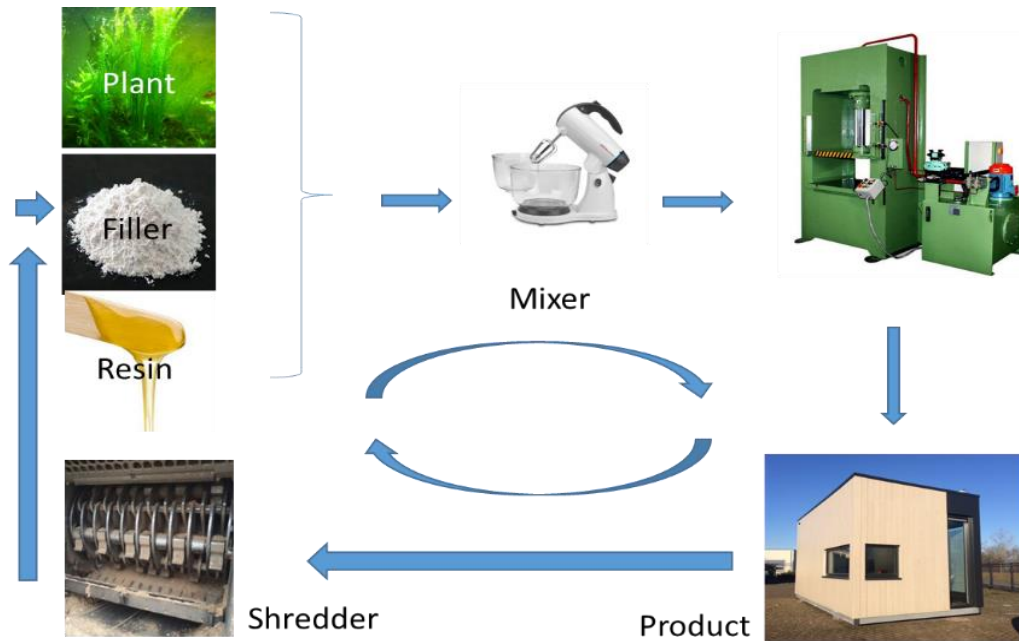 Plant
Filler
Resin
Mixer
Shredder
Product